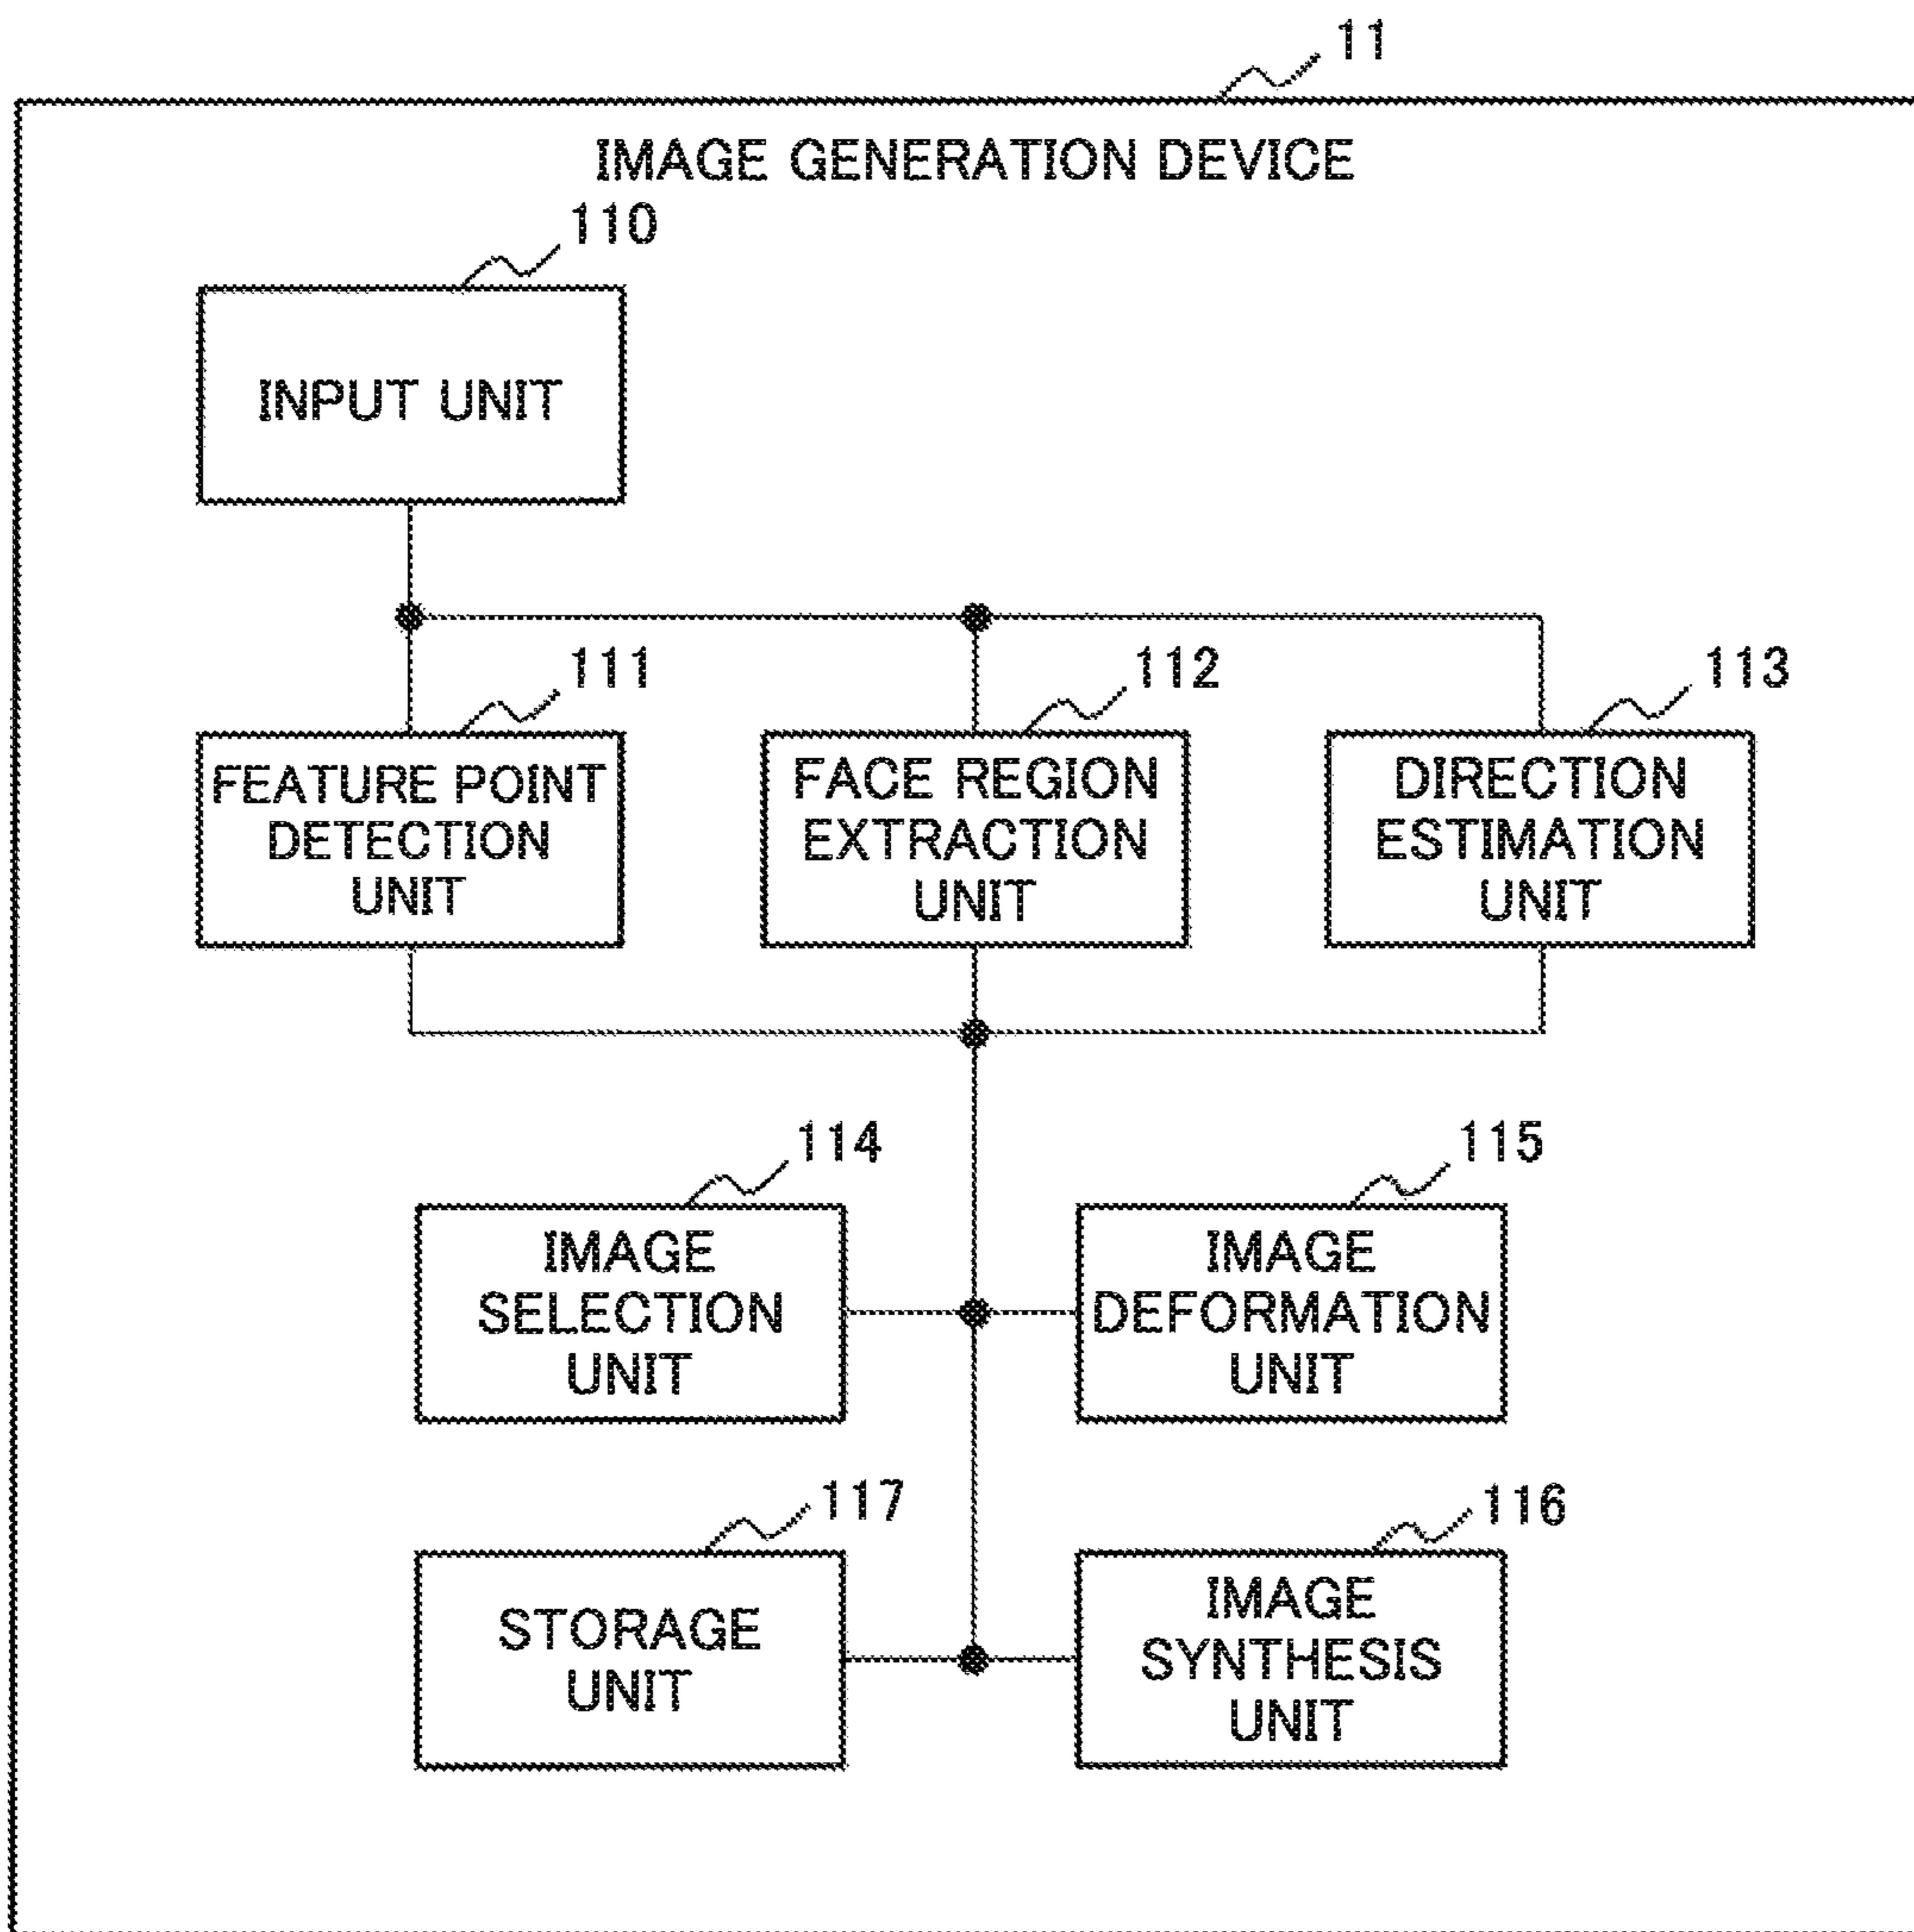 11
IMAGE GENERATION DEVICE
110
INPUT UNIT
111
FEATURE POINT
DETECTION
UNIT
112
FACE REGION
EXTRACTION
UNIT
113
DIRECTION
ESTIMATION
UNIT
114
IMAGE
SELECTION
UNIT
115
IMAGE
DEFORMATION
UNIT
117
STORAGE
UNIT
116
IMAGE
SYNTHESIS
UNIT